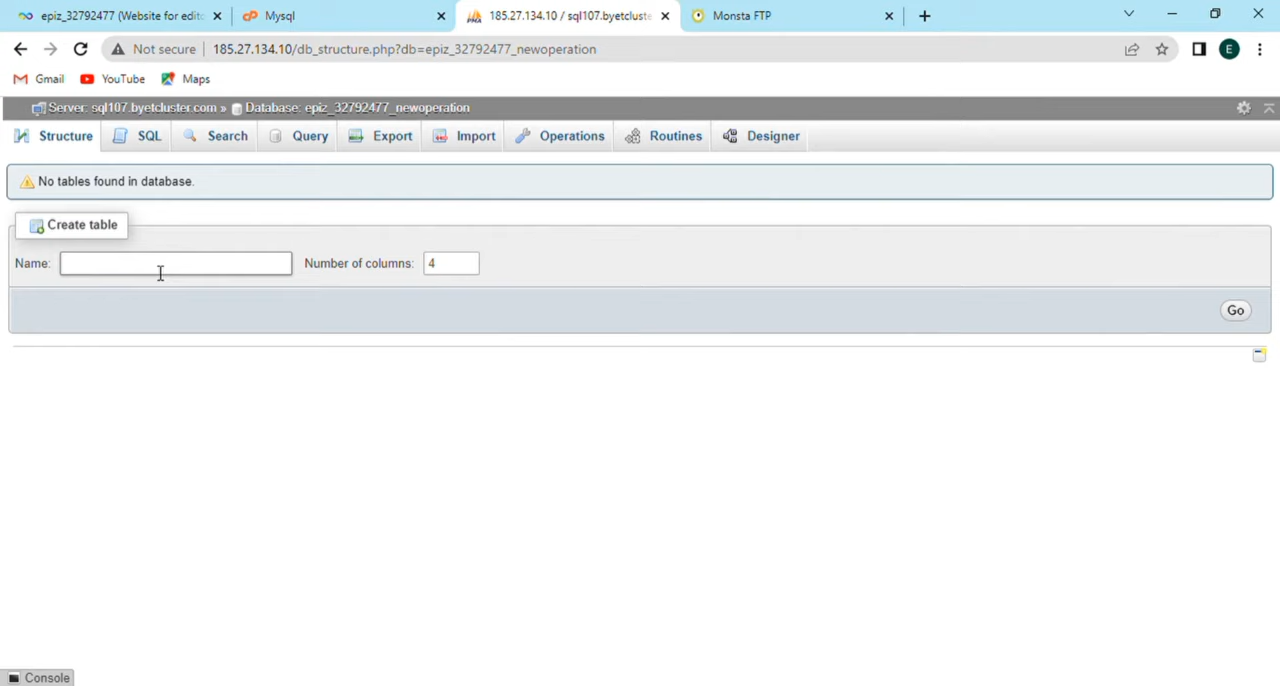 epiz_32792477 (Website for edito
Mysql
185.27.134.10 / sql107.byetcluste
Monsta FTP
Not secure
185.27.134.10/db_structure.php?db=epiz_32792477_newoperation
E
Gmail
YouTube
Maps
Server: sql107.byetcluster.com » Database: epiz_32792477_newoperation
Structure
SQL
Search
Query
Export
Import
Operations
Routines
Designer
No tables found in database.
Create table
Name:
Number of columns: 4
Go
Console